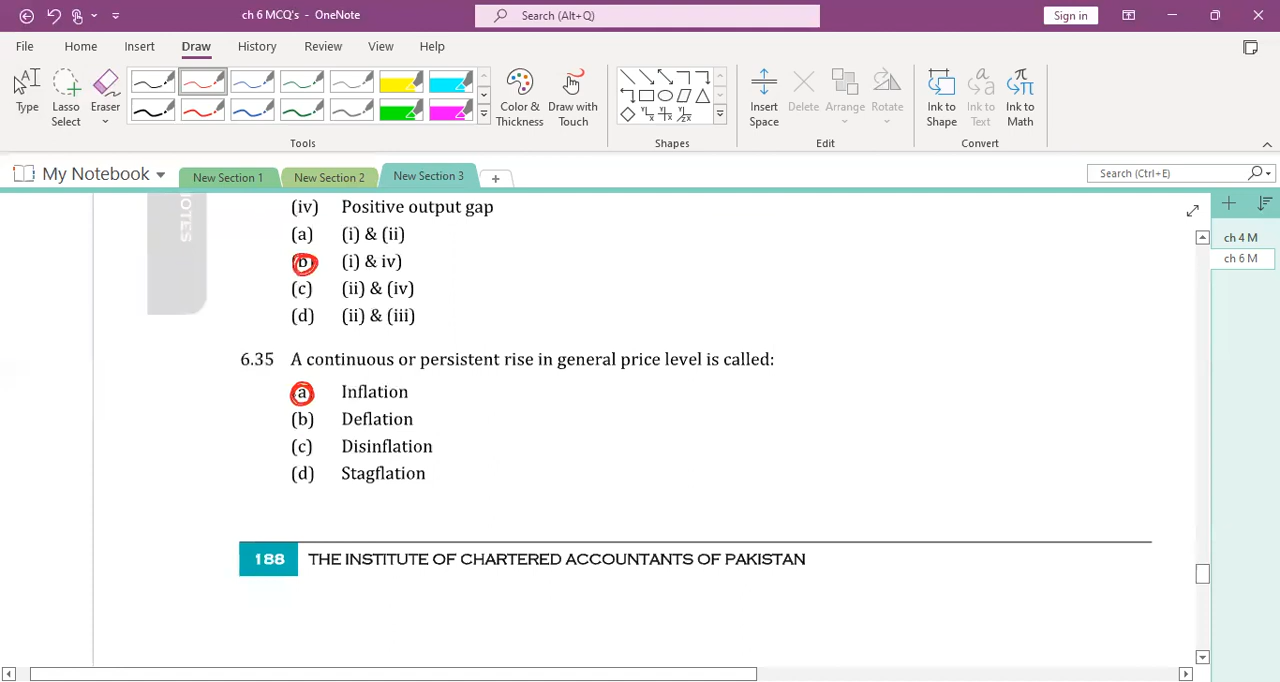 ch 6 MCQ's - OneNote
Search (Alt+Q)
Sign in
File Home Insert Draw History Review View Help
Type
Lasso Select
Eraser
Color & Thickness
Draw with Touch
Insert Space
Delete
Arrange
Rotate
Ink to Shape
Ink to Text
Ink to Math
Tools Shapes Edit Convert
My Notebook New Section 1 New Section 2 New Section 3 +
Search (Ctrl+E)
ch 4 M
ch 6 M
NOTES
(iv) Positive output gap
(a) (i) & (ii)
(b) (i) & iv)
(c) (ii) & (iv)
(d) (ii) & (iii)
6.35 A continuous or persistent rise in general price level is called:
(a) Inflation
(b) Deflation
(c) Disinflation
(d) Stagflation
188 THE INSTITUTE OF CHARTERED ACCOUNTANTS OF PAKISTAN